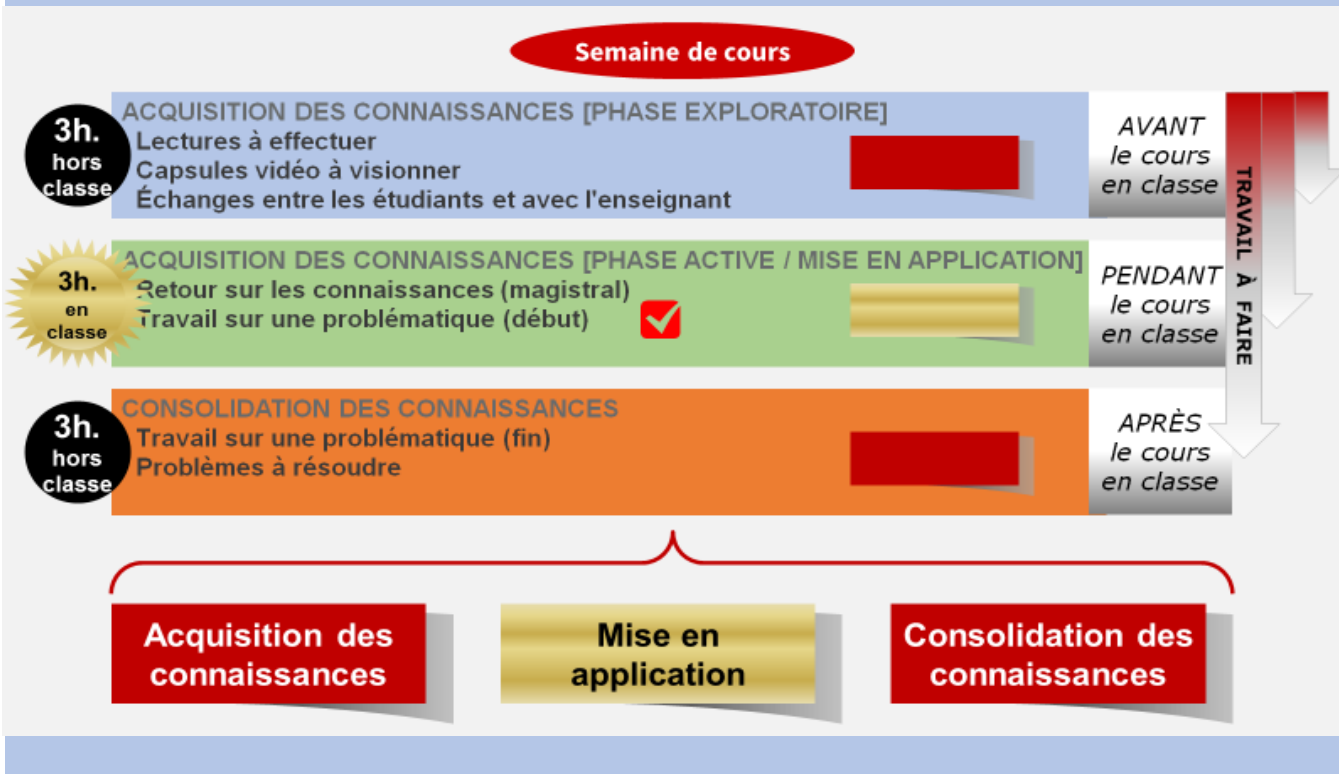 Semaine de cours
3h.
hors
classe
ACQUISITION DES CONNAISSANCES [PHASE EXPLORATOIRE]
Lectures à effectuer
Capsules vidéo à visionner
Échanges entre les étudiants et avec l'enseignant
AVANT
le cours
en classe
3h.
en
classe
ACQUISITION DES CONNAISSANCES [PHASE ACTIVE / MISE EN APPLICATION]
Retour sur les connaissances (magistral)
Travail sur une problématique (début)
PENDANT
le cours
en classe
3h.
hors
classe
CONSOLIDATION DES CONNAISSANCES
Travail sur une problématique (fin)
Problèmes à résoudre
APRÈS
le cours
en classe
TRAVAIL À FAIRE
Acquisition des
connaissances
Mise en
application
Consolidation des
connaissances